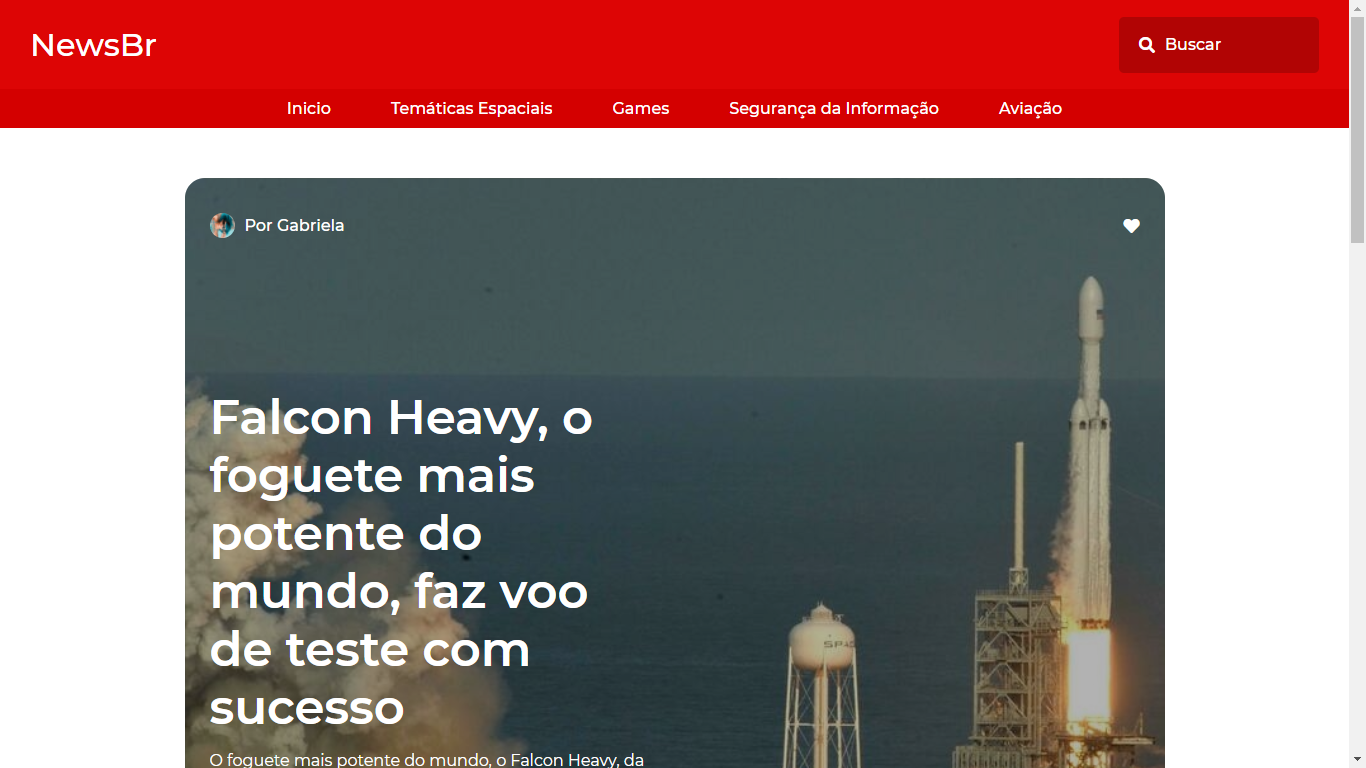 NewsBr
Buscar
Inicio Temáticas Espaciais Games Segurança da Informação Aviação
Por Gabriela
Falcon Heavy, o
foguete mais
potente do
mundo, faz voo
de teste com
sucesso
O foguete mais potente do mundo, o Falcon Heavy, da